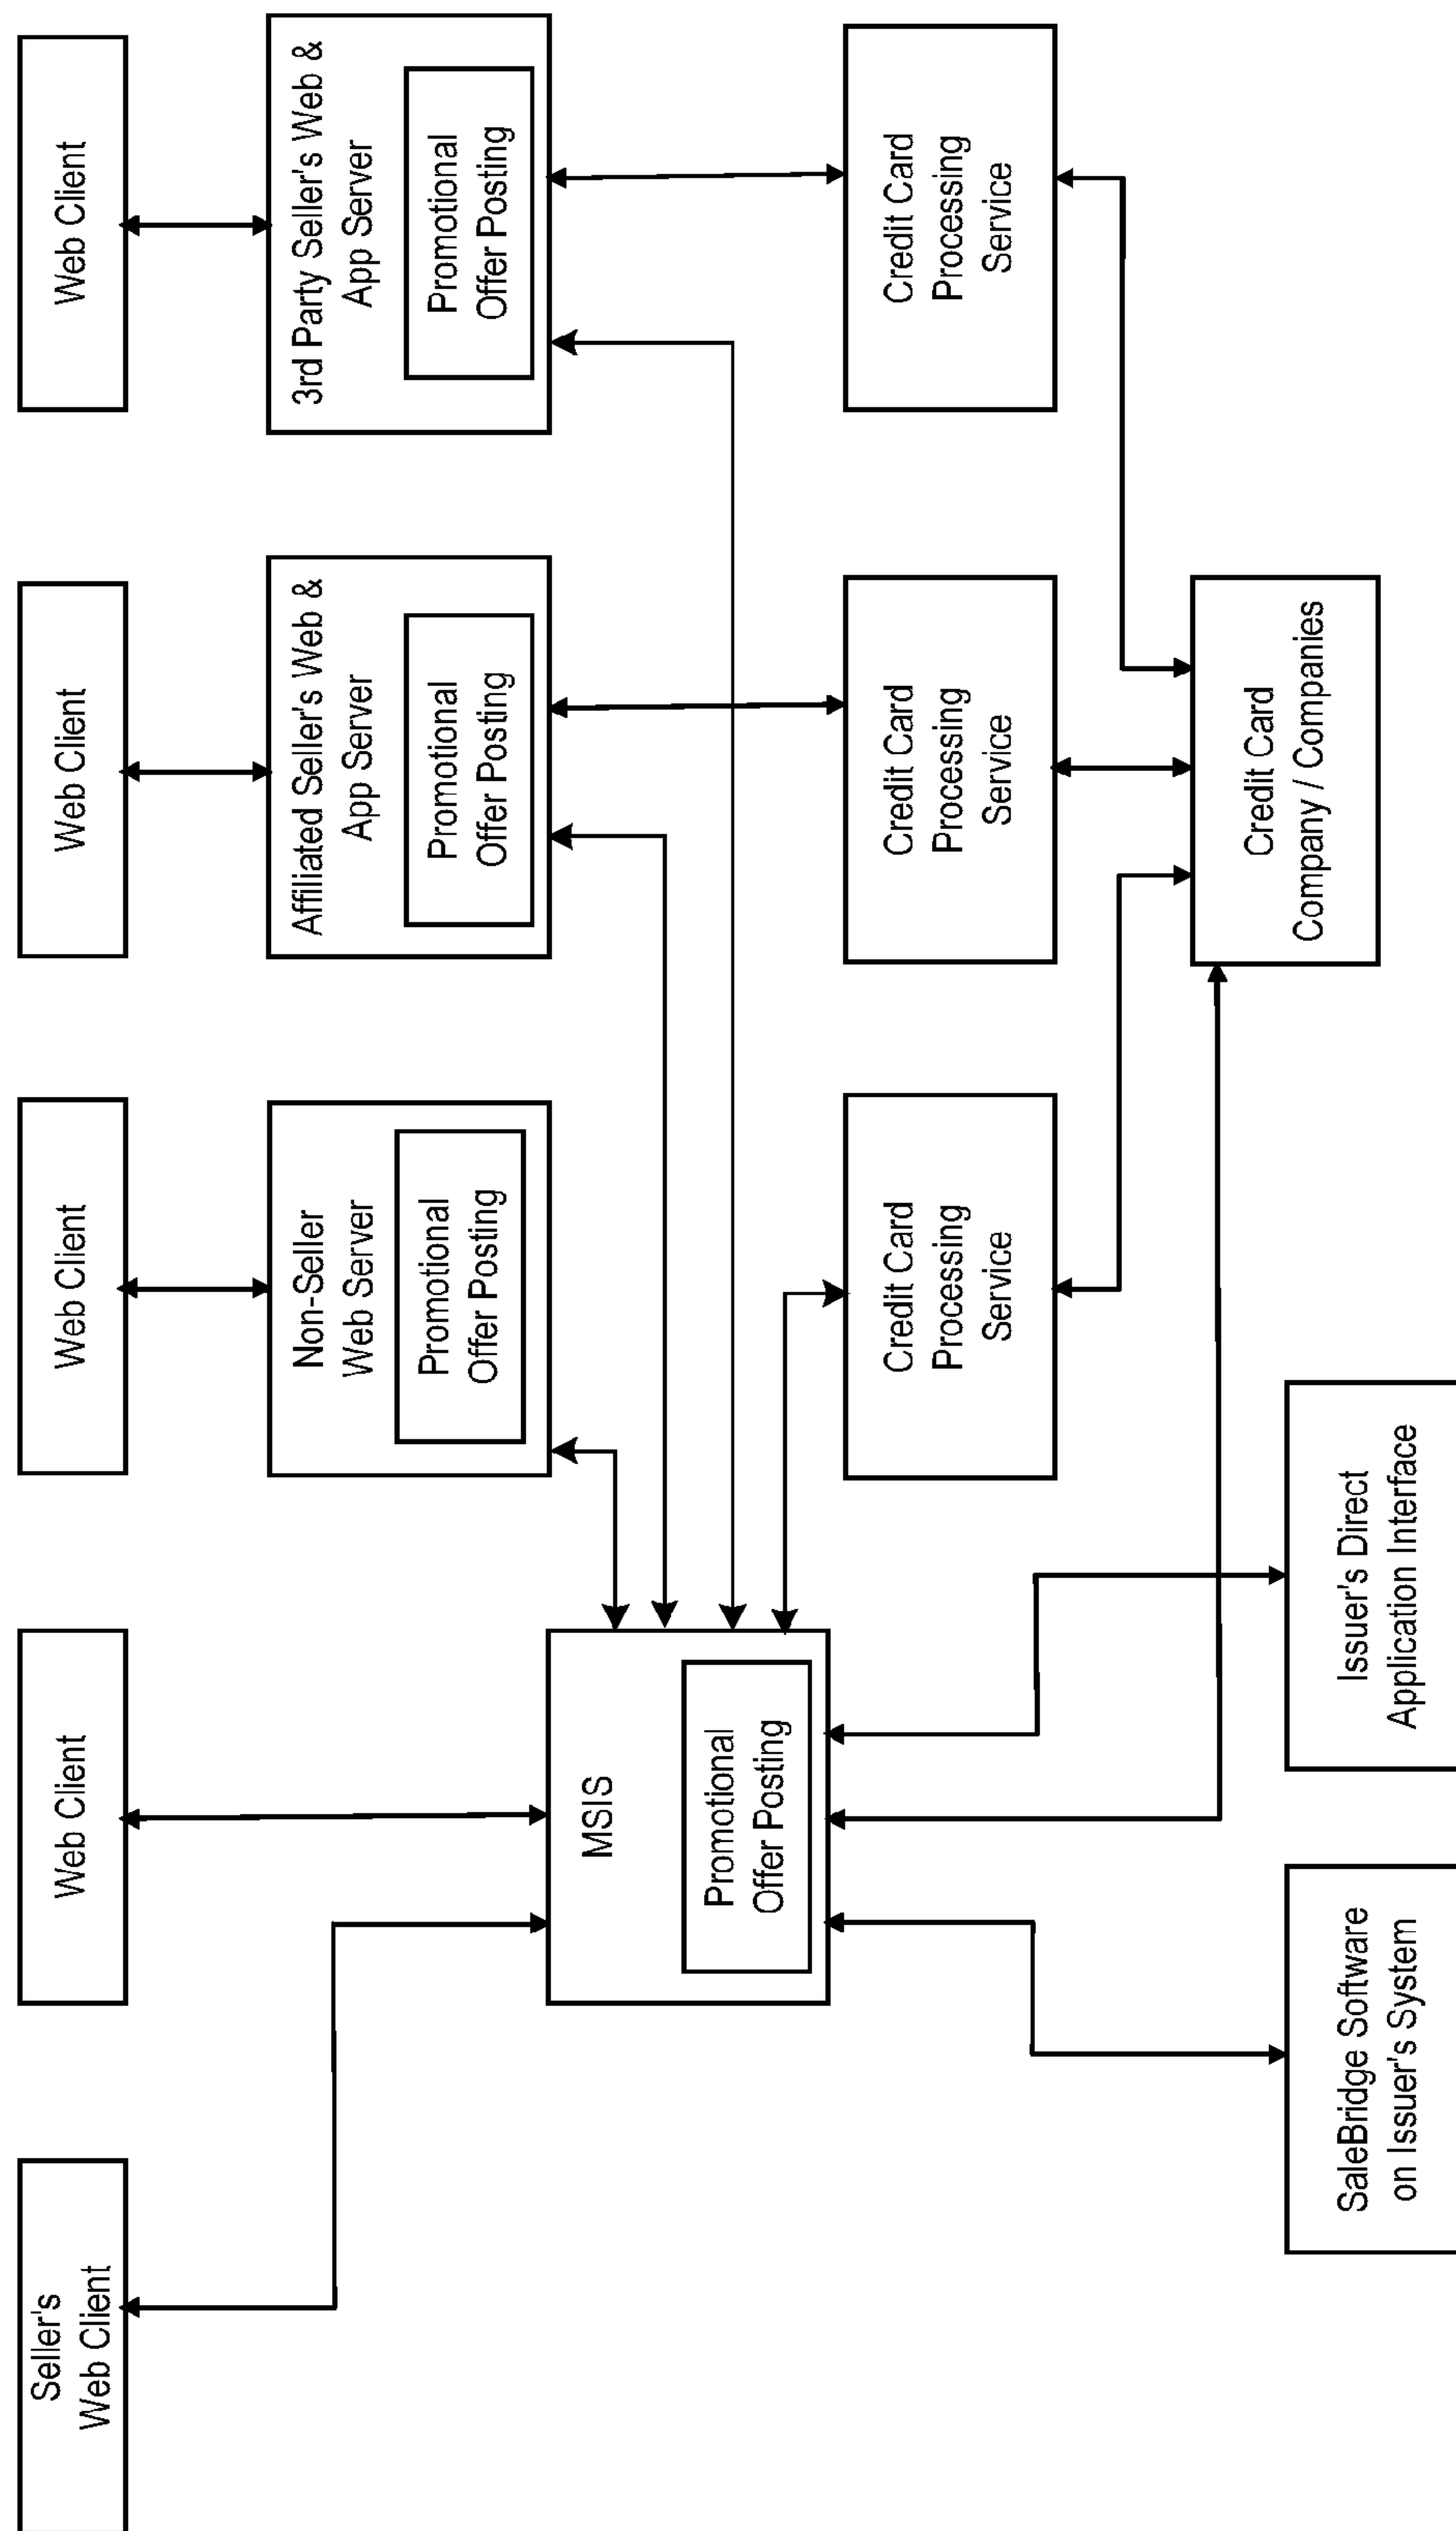 Seller's
Web Client
Web Client
Web Client
Web Client
Web Client
Non-Seller
Web Server
Promotional
Offer Posting
Affiliated Seller's Web &
App Server
Promotional
Offer Posting
3rd Party Seller's Web &
App Server
Promotional
Offer Posting
MSIS
Promotional
Offer Posting
Credit Card
Processing
Service
Credit Card
Processing
Service
Credit Card
Processing
Service
Credit Card
Company / Companies
SaleBridge Software
on Issuer's System
Issuer's Direct
Application Interface